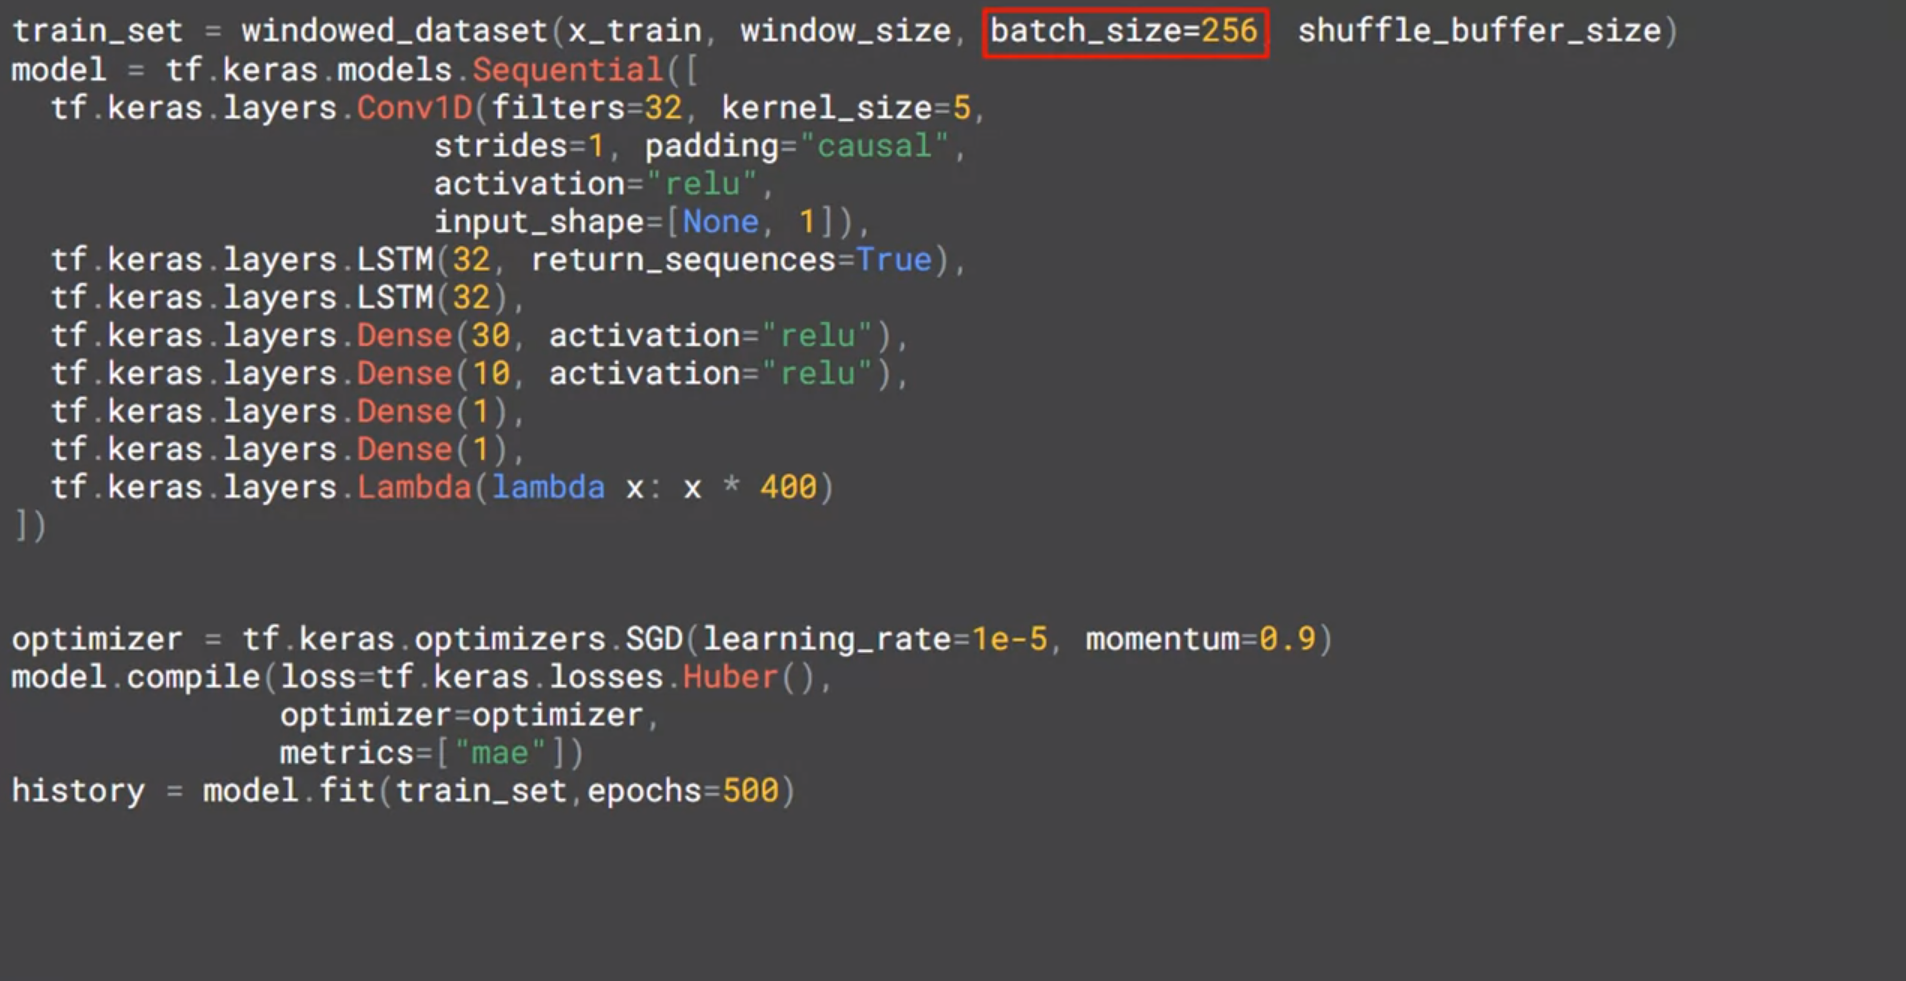 train_set = windowed_dataset(x_train, window_size, batch_size=256, shuffle_buffer_size)
model = tf.keras.models.Sequential([
  tf.keras.layers.Conv1D(filters=32, kernel_size=5,
                      strides=1, padding="causal",
                      activation="relu",
                      input_shape=[None, 1]),
  tf.keras.layers.LSTM(32, return_sequences=True),
  tf.keras.layers.LSTM(32),
  tf.keras.layers.Dense(30, activation="relu"),
  tf.keras.layers.Dense(10, activation="relu"),
  tf.keras.layers.Dense(1),
  tf.keras.layers.Dense(1),
  tf.keras.layers.Lambda(lambda x: x * 400)
])
optimizer = tf.keras.optimizers.SGD(learning_rate=1e-5, momentum=0.9)
model.compile(loss=tf.keras.losses.Huber(),
              optimizer=optimizer,
              metrics=["mae"])
history = model.fit(train_set,epochs=500)